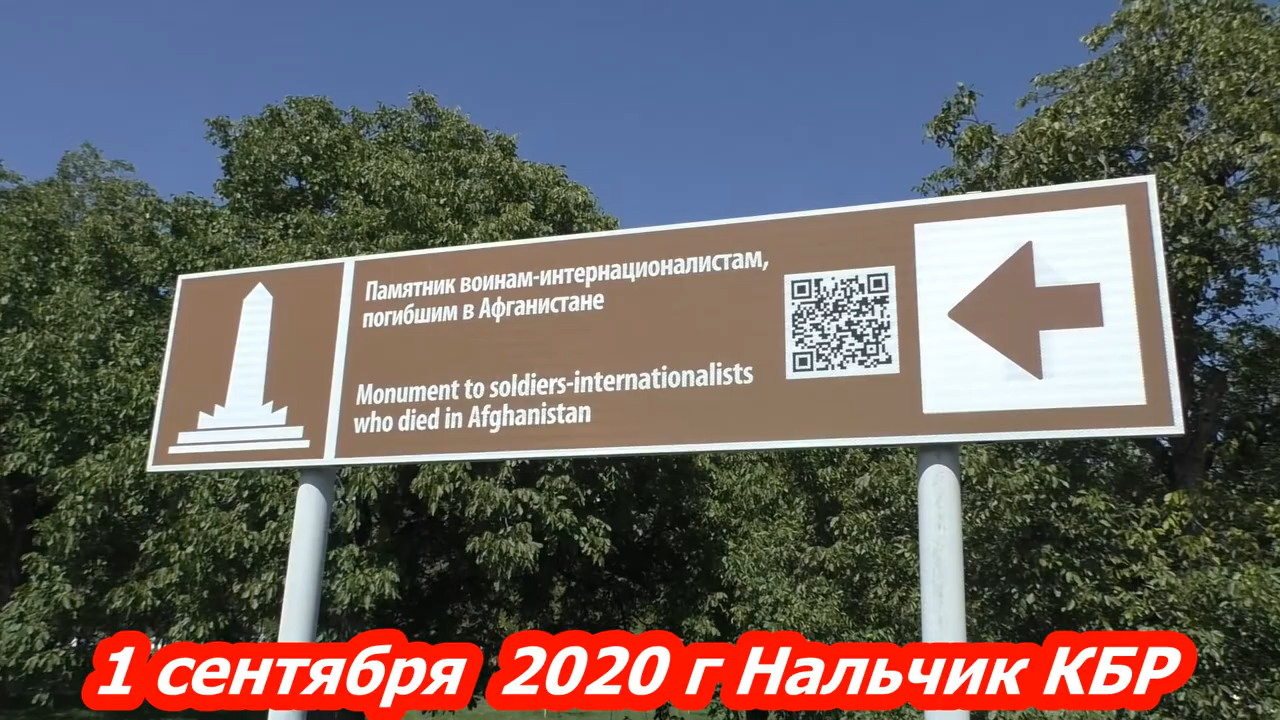 Памятник воинам-интернационалистам,
погибшим в Афганистане
Monument to soldiers-internationalists
who died in Afghanistan
1 сентября 2020 г Нальчик КБР